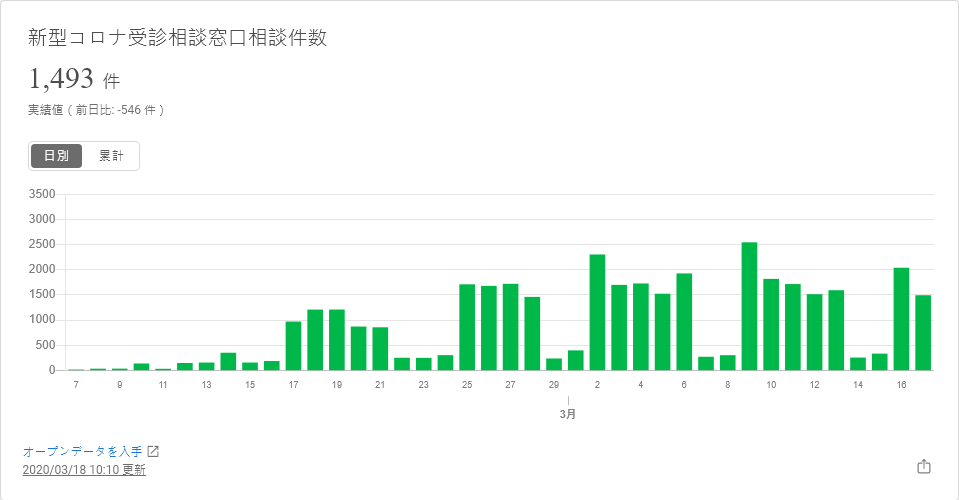 新型コロナ受診相談窓口相談件数
1,493 件
実績値 ( 前日比: -546 件 )
日別 累計
3500
3000
2500
2000
1500
1000
500
0
7 9 11 13 15 17 19 21 23 25 27 29 2 4 6 8 10 12 14 16
3月
オープンデータを入手
2020/03/18 10:10 更新